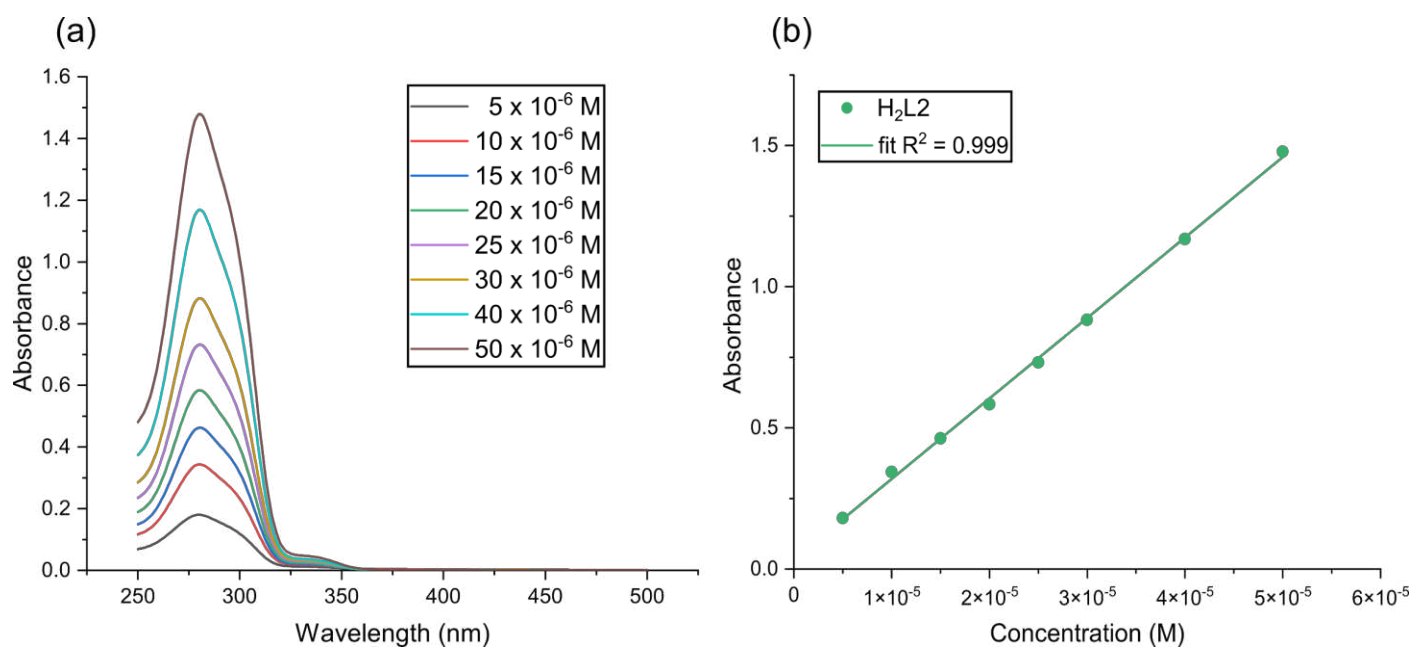 (a)
1.6
1.4
1.2
1.0
0.8
0.6
0.4
0.2
0.0
Absorbance
250
300
350
400
450
500
Wavelength (nm)
5 x 10⁻⁶ M
10 x 10⁻⁶ M
15 x 10⁻⁶ M
20 x 10⁻⁶ M
25 x 10⁻⁶ M
30 x 10⁻⁶ M
40 x 10⁻⁶ M
50 x 10⁻⁶ M
(b)
1.5
1.0
0.5
0.0
Absorbance
0
1×10⁻⁵
2×10⁻⁵
3×10⁻⁵
4×10⁻⁵
5×10⁻⁵
6×10⁻⁵
Concentration (M)
H₂L2
fit R² = 0.999